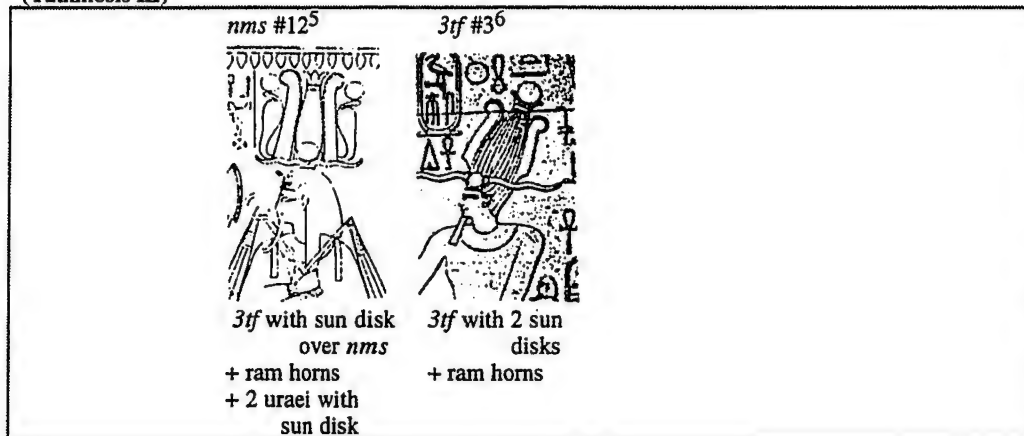 nms #12⁵
3tf #3⁶
3tf with sun disk
over nms
+ ram horns
+ 2 uraei with
sun disk
3tf with 2 sun
disks
+ ram horns